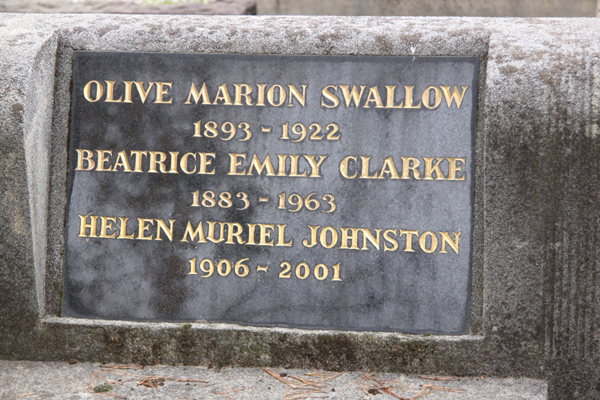 OLIVE MARION SWALLOW
1893 - 1922
BEATRICE EMILY CLARKE
1883 - 1963
HELEN MURIEL JOHNSTON
1906 - 2001